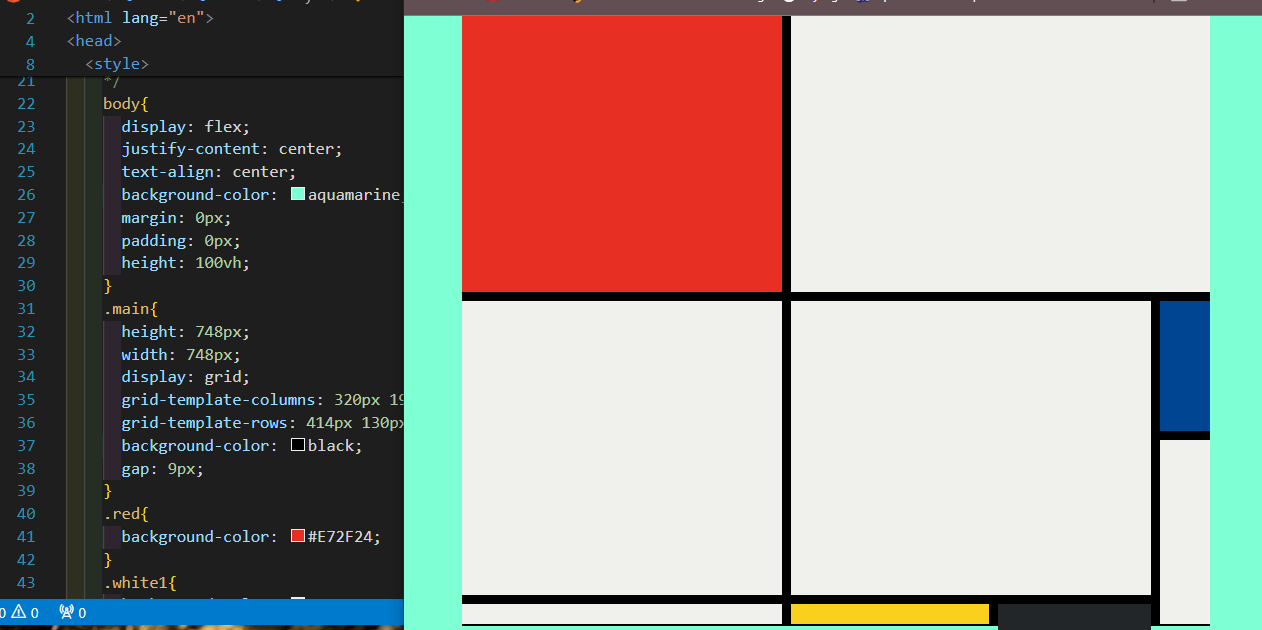 2 <html lang="en">
4 <head>
8 <style>
21 */
22 body{
23 display: flex;
24 justify-content: center;
25 text-align: center;
26 background-color: aquamarine;
27 margin: 0px;
28 padding: 0px;
29 height: 100vh;
30 }
31 .main{
32 height: 748px;
33 width: 748px;
34 display: grid;
35 grid-template-columns: 320px 19
36 grid-template-rows: 414px 130px
37 background-color: black;
38 gap: 9px;
39 }
40 .red{
41 background-color: #E72F24;
42 }
43 .white1{
0 0 0